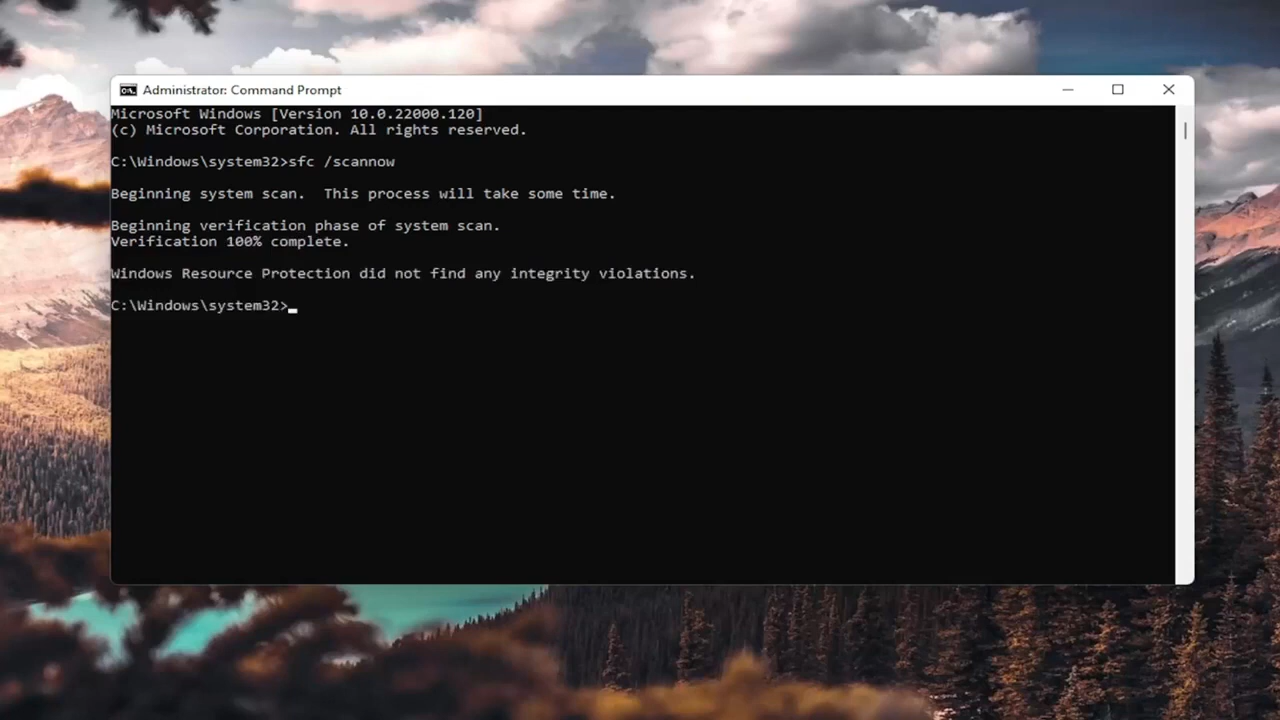 Administrator: Command Prompt
Microsoft Windows [Version 10.0.22000.120]
(c) Microsoft Corporation. All rights reserved.
C:\Windows\system32>sfc /scannow
Beginning system scan.  This process will take some time.
Beginning verification phase of system scan.
Verification 100% complete.
Windows Resource Protection did not find any integrity violations.
C:\Windows\system32>